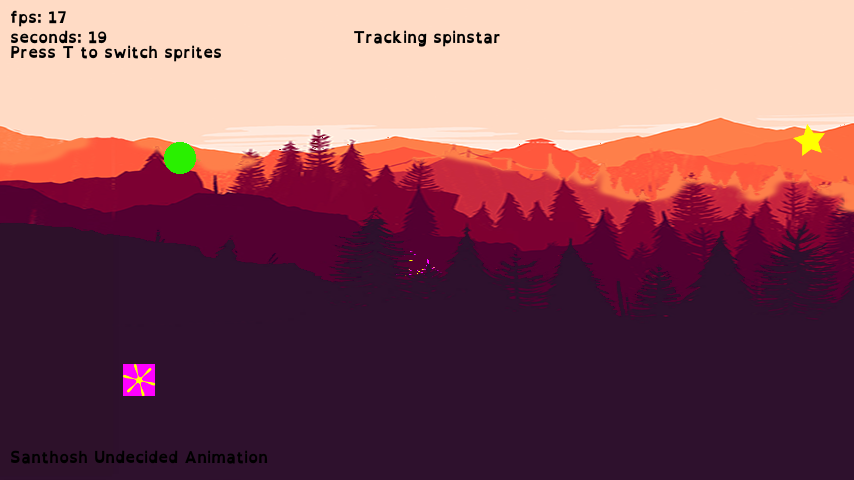 fps: 17
seconds: 19
Press T to switch sprites
Tracking spinstar
Santhosh Undecided Animation